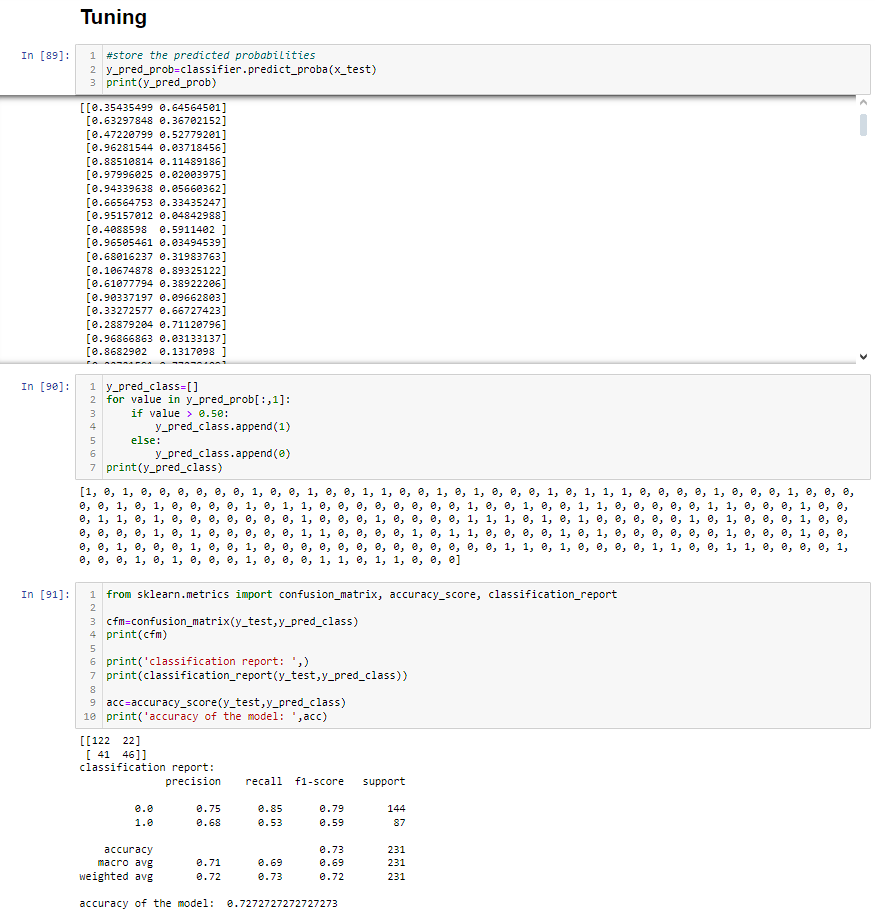 Tuning
In [89]:
1 #store the predicted probabilities
2 y_pred_prob=classifier.predict_proba(x_test)
3 print(y_pred_prob)
[[0.35435499 0.64564501]
[0.63297848 0.36702152]
[0.47220799 0.52779201]
[0.96281544 0.03718456]
[0.88510814 0.11489186]
[0.97996025 0.02003975]
[0.94339638 0.05660362]
[0.66564753 0.33435247]
[0.95157012 0.04842988]
[0.4088598  0.5911402 ]
[0.96505461 0.03494539]
[0.68016237 0.31983763]
[0.10674878 0.89325122]
[0.61077794 0.38922206]
[0.90337197 0.09662803]
[0.33272577 0.66727423]
[0.28879204 0.71120796]
[0.96866863 0.03133137]
[0.8682902  0.1317098 ]
In [90]:
1 y_pred_class=[]
2 for value in y_pred_prob[:,1]:
3     if value > 0.50:
4         y_pred_class.append(1)
5     else:
6         y_pred_class.append(0)
7 print(y_pred_class)
[1, 0, 1, 0, 0, 0, 0, 0, 0, 1, 0, 0, 1, 0, 0, 1, 1, 0, 0, 1, 0, 1, 0, 0, 0, 1, 0, 1, 1, 1, 0, 0, 0, 0, 1, 0, 0, 0, 1, 0, 0, 0,
0, 0, 1, 0, 1, 0, 0, 0, 0, 1, 0, 1, 1, 0, 0, 0, 0, 0, 0, 0, 0, 1, 0, 0, 1, 0, 0, 1, 1, 0, 0, 0, 0, 0, 1, 1, 0, 0, 0, 1, 0, 0,
0, 1, 1, 0, 1, 0, 0, 0, 0, 0, 0, 0, 1, 0, 0, 0, 1, 0, 0, 0, 0, 1, 1, 1, 0, 1, 0, 1, 0, 0, 0, 0, 0, 1, 0, 1, 0, 0, 0, 1, 0, 0,
0, 0, 0, 0, 1, 0, 1, 0, 0, 0, 0, 0, 1, 1, 0, 0, 0, 0, 1, 0, 1, 1, 0, 0, 0, 0, 1, 0, 1, 0, 0, 0, 0, 0, 0, 1, 0, 0, 0, 1, 0, 0,
0, 0, 1, 0, 0, 0, 1, 0, 0, 1, 0, 0, 0, 0, 0, 0, 0, 0, 0, 0, 0, 0, 0, 1, 1, 0, 1, 0, 0, 0, 0, 1, 1, 0, 0, 1, 1, 0, 0, 0, 0, 1,
0, 0, 0, 1, 0, 1, 0, 0, 0, 1, 0, 0, 0, 1, 1, 0, 1, 1, 0, 0, 0]
In [91]:
1 from sklearn.metrics import confusion_matrix, accuracy_score, classification_report
2
3 cfm=confusion_matrix(y_test,y_pred_class)
4 print(cfm)
5
6 print('classification report: ',)
7 print(classification_report(y_test,y_pred_class))
8
9 acc=accuracy_score(y_test,y_pred_class)
10 print('accuracy of the model: ',acc)
[[122  22]
[ 41  46]]
classification report:
precision    recall  f1-score   support
0.0       0.75      0.85      0.79       144
1.0       0.68      0.53      0.59        87
accuracy                           0.73       231
macro avg       0.71      0.69      0.69       231
weighted avg       0.72      0.73      0.72       231
accuracy of the model:  0.7272727272727273